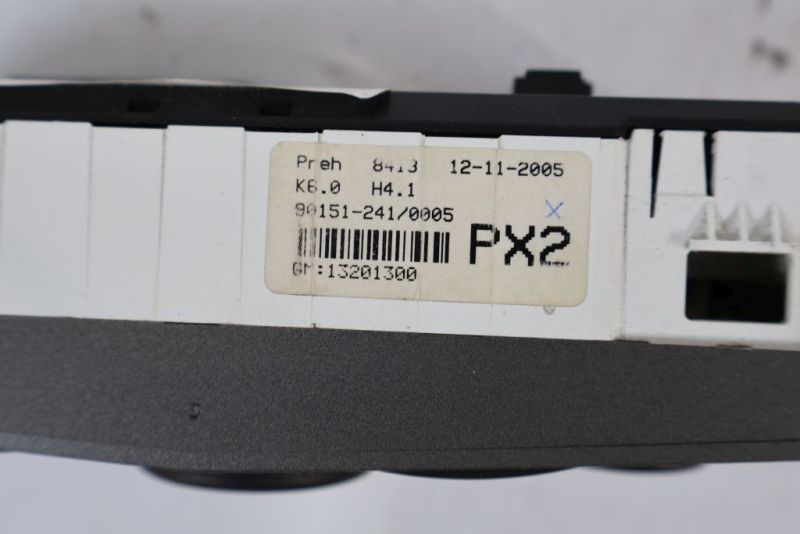 Preh 8413 12-11-2005
K6.0 H4.1
90151-241/0005 X
PX2
GM:13201300